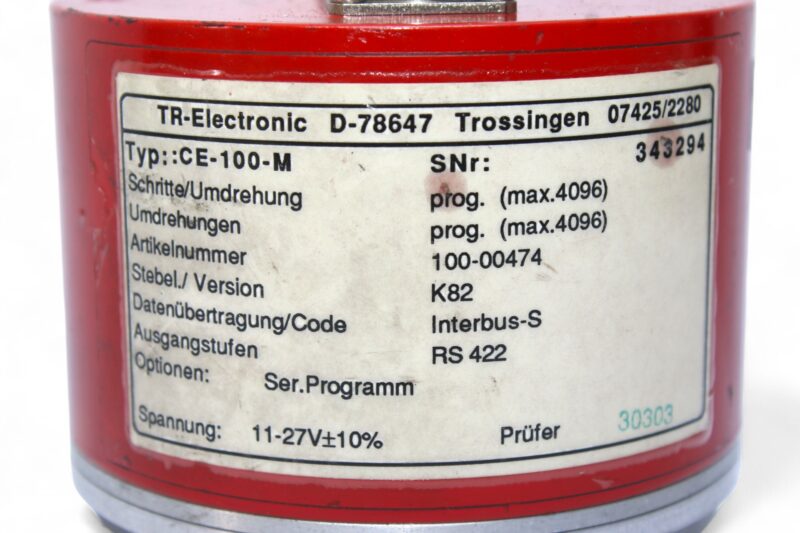 TR-Electronic D-78647 Trossingen 07425/2280
Typ::CE-100-M SNr: 343294
Schritte/Umdrehung prog. (max.4096)
Umdrehungen prog. (max.4096)
Artikelnummer 100-00474
Stebel./ Version K82
Datenübertragung/Code Interbus-S
Ausgangstufen RS 422
Optionen: Ser.Programm
Spannung: 11-27V±10% Prüfer 30303